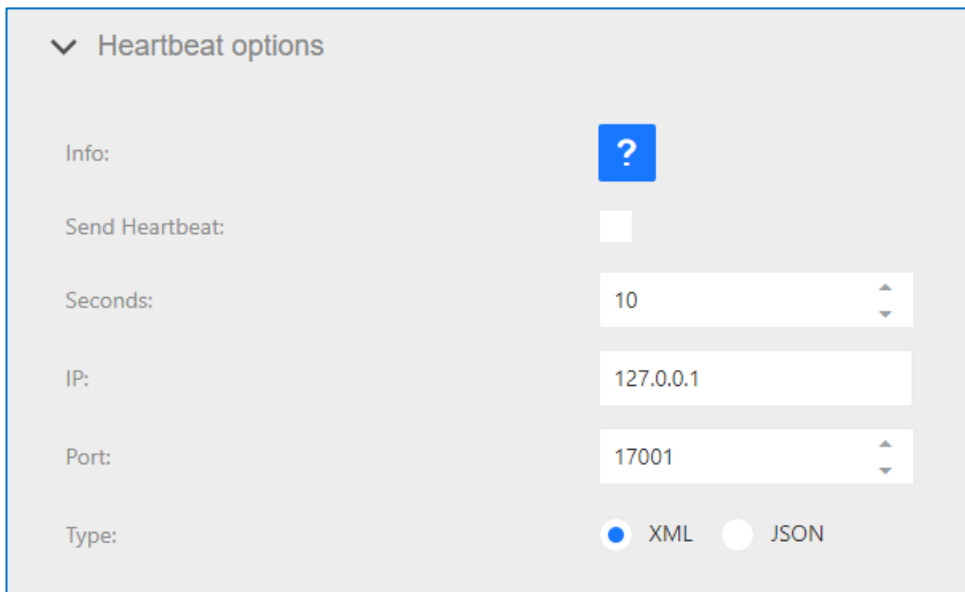 Heartbeat options
Info: ?
Send Heartbeat:
Seconds: 10
IP: 127.0.0.1
Port: 17001
Type: XML JSON